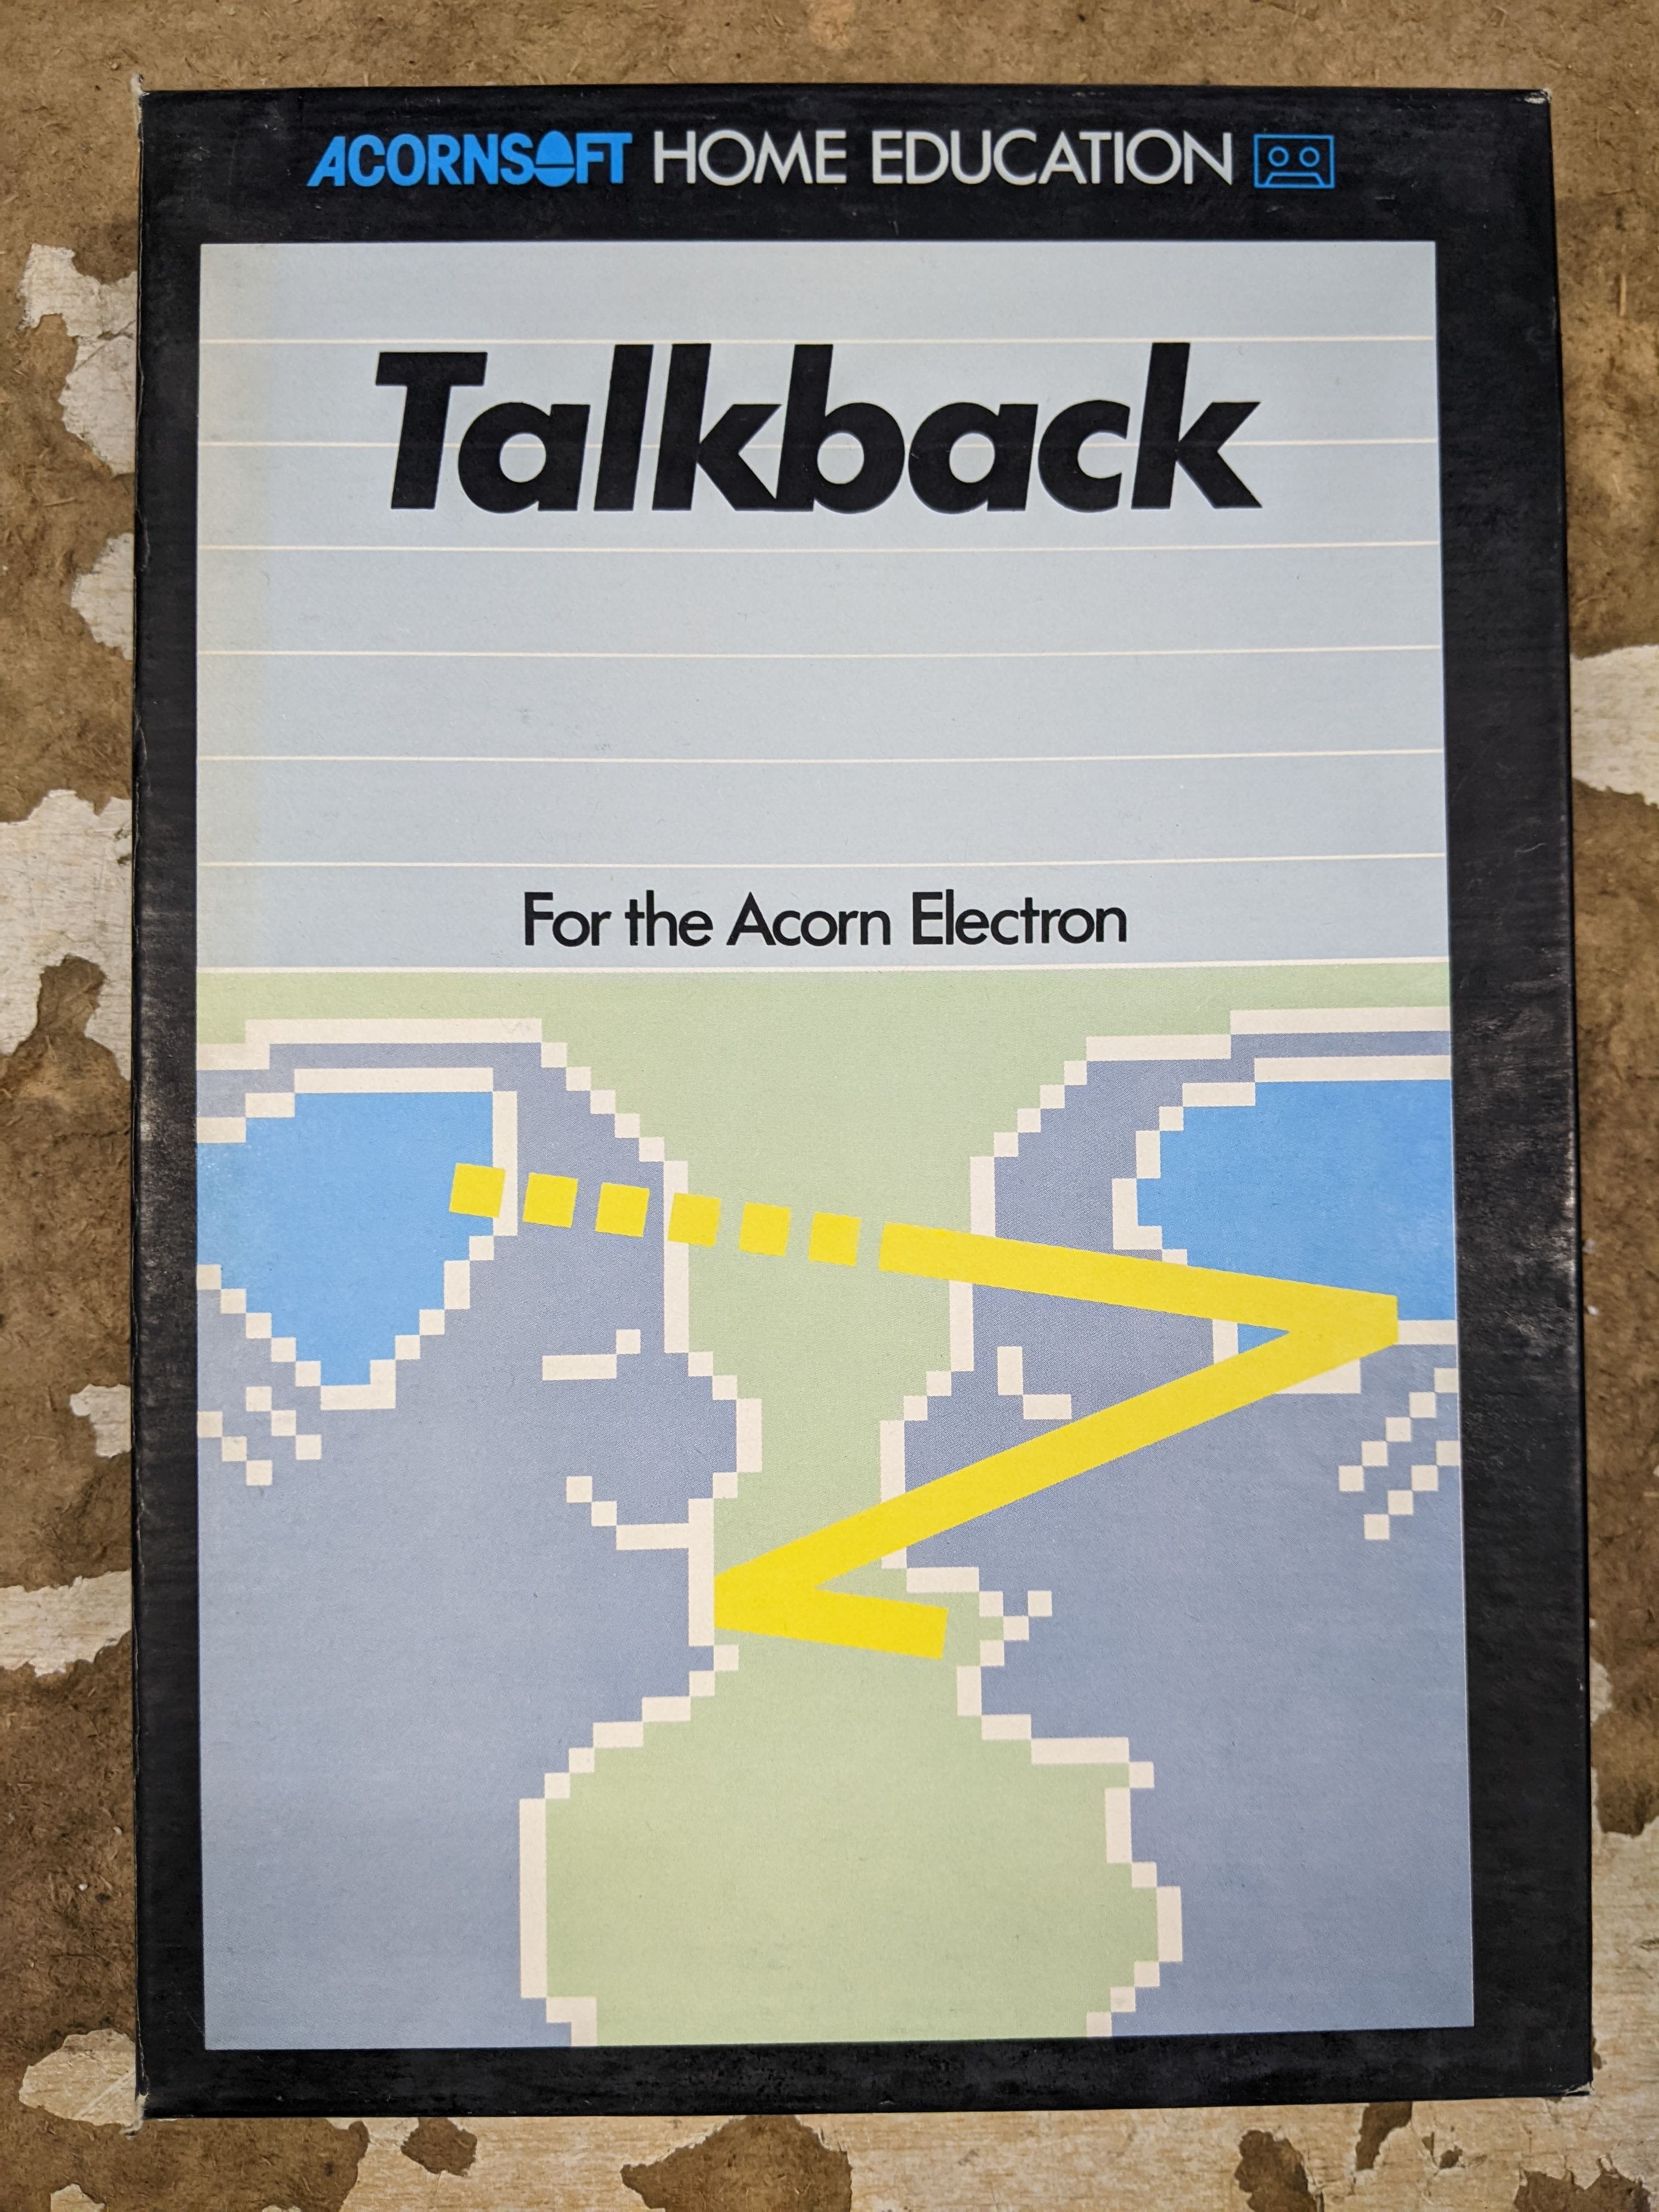 ACORNSOFT HOME EDUCATION
Talkback
For the Acorn Electron